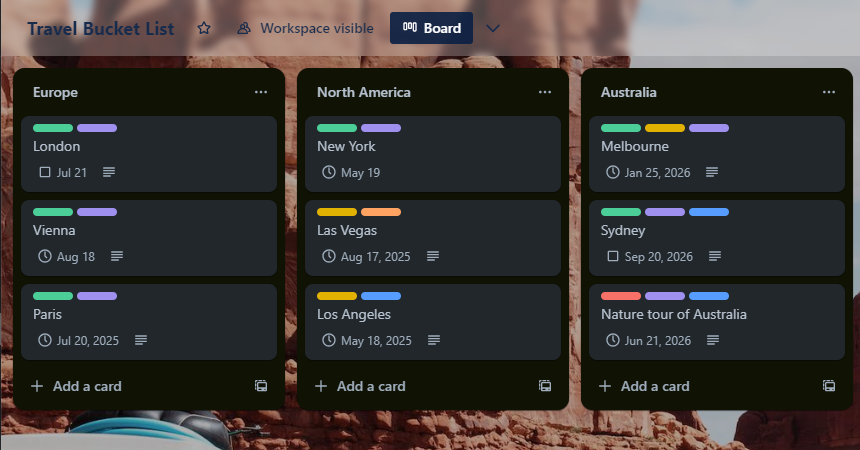 Travel Bucket List
Workspace visible
Board
Europe
London
Jul 21
Vienna
Aug 18
Paris
Jul 20, 2025
Add a card
North America
New York
May 19
Las Vegas
Aug 17, 2025
Los Angeles
May 18, 2025
Add a card
Australia
Melbourne
Jan 25, 2026
Sydney
Sep 20, 2026
Nature tour of Australia
Jun 21, 2026
Add a card